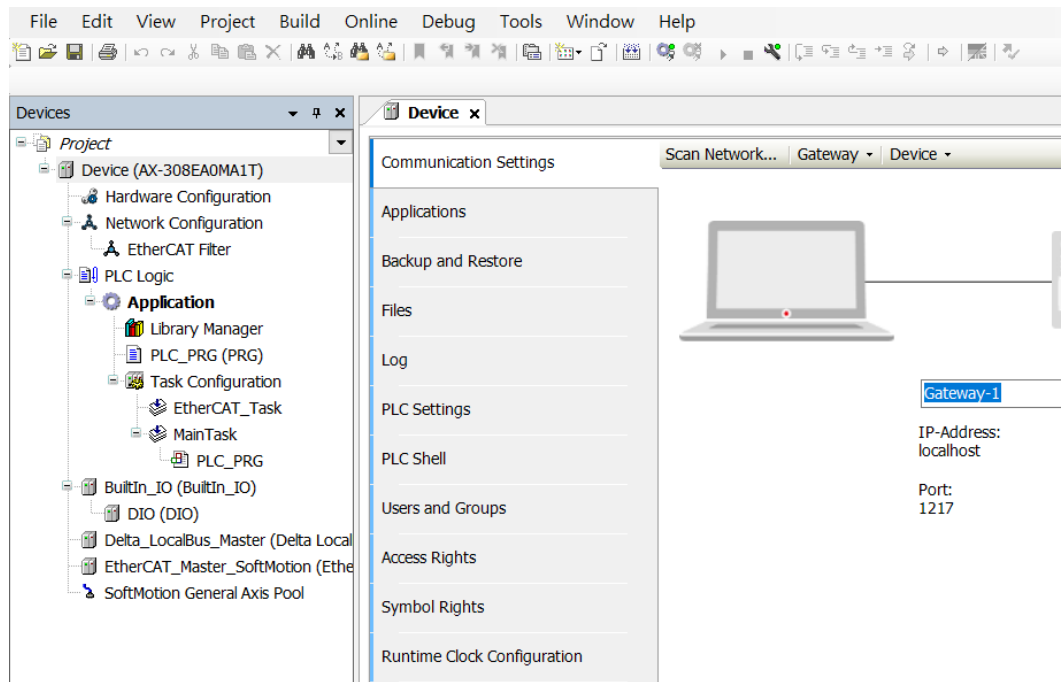 File Edit View Project Build Online Debug Tools Window Help
Devices
Device
Project
Device (AX-308EA0MA1T)
Hardware Configuration
Network Configuration
EtherCAT Filter
PLC Logic
Application
Library Manager
PLC_PRG (PRG)
Task Configuration
EtherCAT_Task
MainTask
PLC_PRG
BuiltIn_IO (BuiltIn_IO)
DIO (DIO)
Delta_LocalBus_Master (Delta Local
EtherCAT_Master_SoftMotion (Ethe
SoftMotion General Axis Pool
Communication Settings
Applications
Backup and Restore
Files
Log
PLC Settings
PLC Shell
Users and Groups
Access Rights
Symbol Rights
Runtime Clock Configuration
Scan Network... Gateway Device
Gateway-1
IP-Address:
localhost
Port:
1217